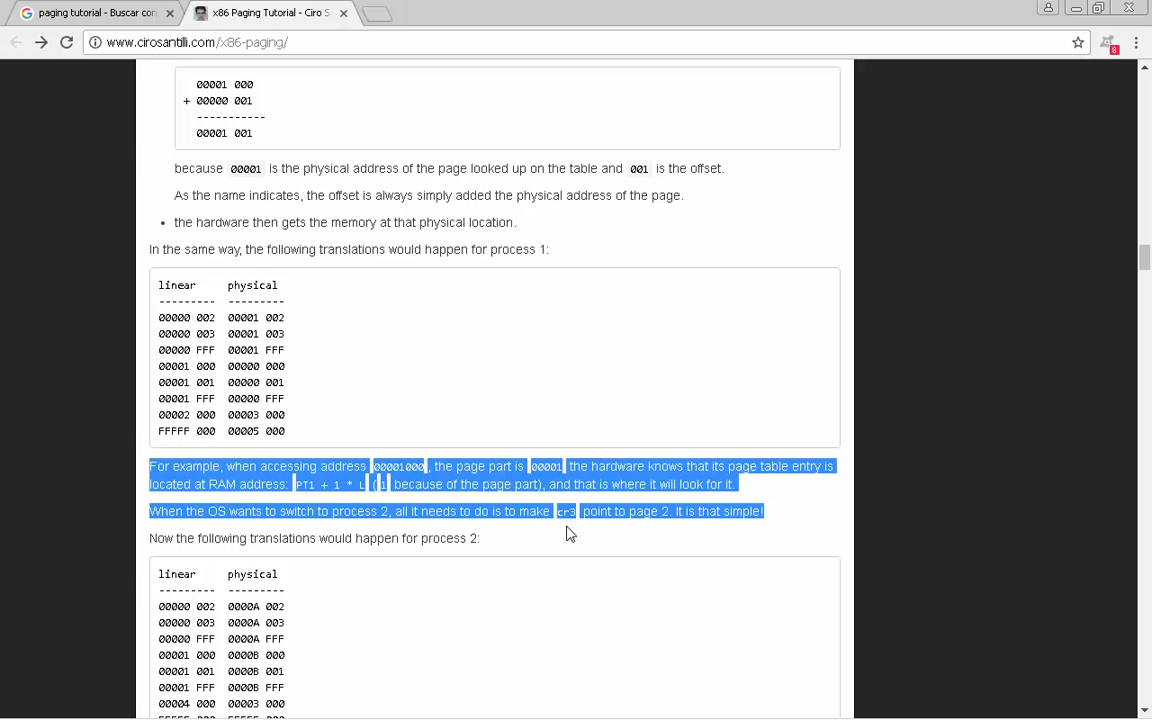 paging tutorial - Buscar con
x86 Paging Tutorial - Ciro S
www.cirosantilli.com/x86-paging/
8
00001 000
+ 00000 001
-----------
00001 001
because 00001 is the physical address of the page looked up on the table and 001 is the offset.
As the name indicates, the offset is always simply added the physical address of the page.
• the hardware then gets the memory at that physical location.
In the same way, the following translations would happen for process 1:
linear physical
--------- ---------
00000 002 00001 002
00000 003 00001 003
00000 FFF 00001 FFF
00001 000 00000 000
00001 001 00000 001
00001 FFF 00000 FFF
00002 000 00003 000
FFFFF 000 00005 000
For example, when accessing address 00001000, the page part is 00001 the hardware knows that its page table entry is
located at RAM address: PT1 + 1 * L (1 because of the page part), and that is where it will look for it.
When the OS wants to switch to process 2, all it needs to do is to make cr3 point to page 2. It is that simple!
Now the following translations would happen for process 2:
linear physical
--------- ---------
00000 002 0000A 002
00000 003 0000A 003
00000 FFF 0000A FFF
00001 000 0000B 000
00001 001 0000B 001
00001 FFF 0000B FFF
00004 000 00003 000